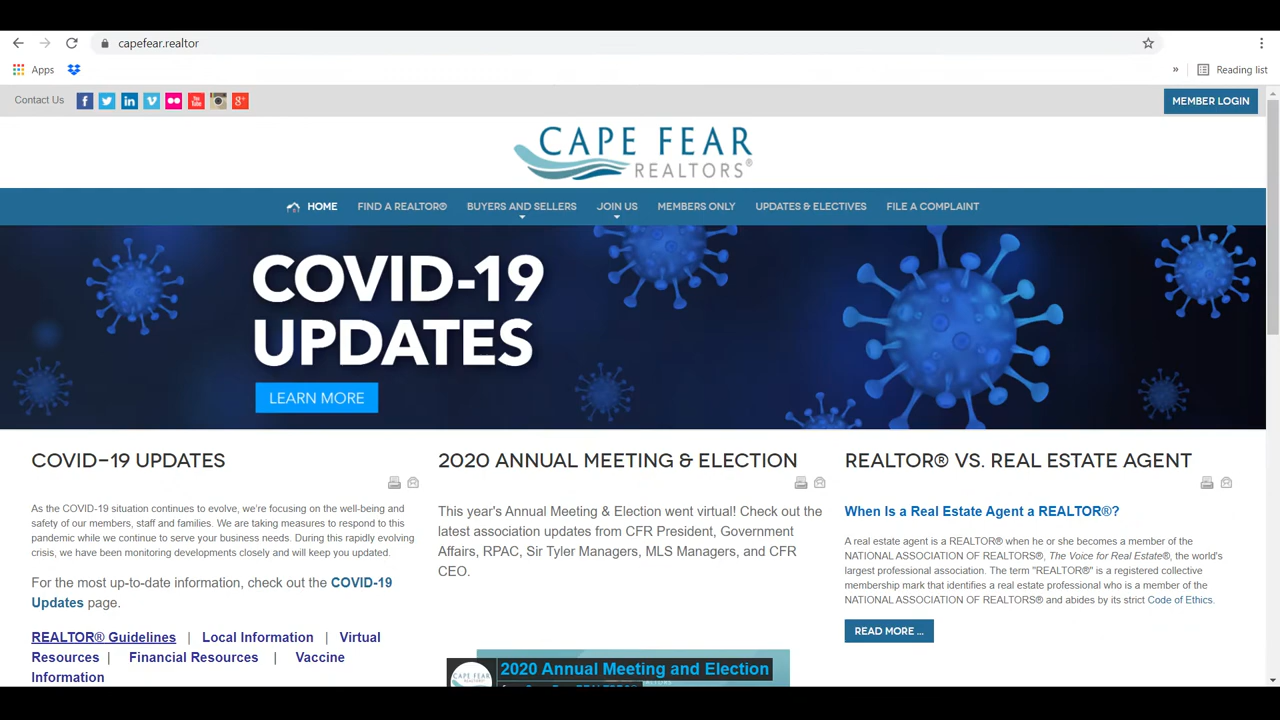 capefear.realtor
Apps
»
Reading list
Contact Us
MEMBER LOGIN
CAPE FEAR
REALTORS®
HOME FIND A REALTOR® BUYERS AND SELLERS JOIN US MEMBERS ONLY UPDATES & ELECTIVES FILE A COMPLAINT
COVID-19
UPDATES
LEARN MORE
COVID-19 UPDATES
As the COVID-19 situation continues to evolve, we're focusing on the well-being and
safety of our members, staff and families. We are taking measures to respond to this
pandemic while we continue to serve your business needs. During this rapidly evolving
crisis, we have been monitoring developments closely and will keep you updated.
For the most up-to-date information, check out the COVID-19
Updates page.
REALTOR® Guidelines | Local Information | Virtual
Resources | Financial Resources | Vaccine
Information
2020 ANNUAL MEETING & ELECTION
This year's Annual Meeting & Election went virtual! Check out the
latest association updates from CFR President, Government
Affairs, RPAC, Sir Tyler Managers, MLS Managers, and CFR
CEO.
CAPE FEAR
2020 Annual Meeting and Election
REALTOR® VS. REAL ESTATE AGENT
When Is a Real Estate Agent a REALTOR®?
A real estate agent is a REALTOR® when he or she becomes a member of the
NATIONAL ASSOCIATION OF REALTORS®, The Voice for Real Estate®, the world's
largest professional association. The term "REALTOR®" is a registered collective
membership mark that identifies a real estate professional who is a member of the
NATIONAL ASSOCIATION OF REALTORS® and abides by its strict Code of Ethics.
READ MORE ...